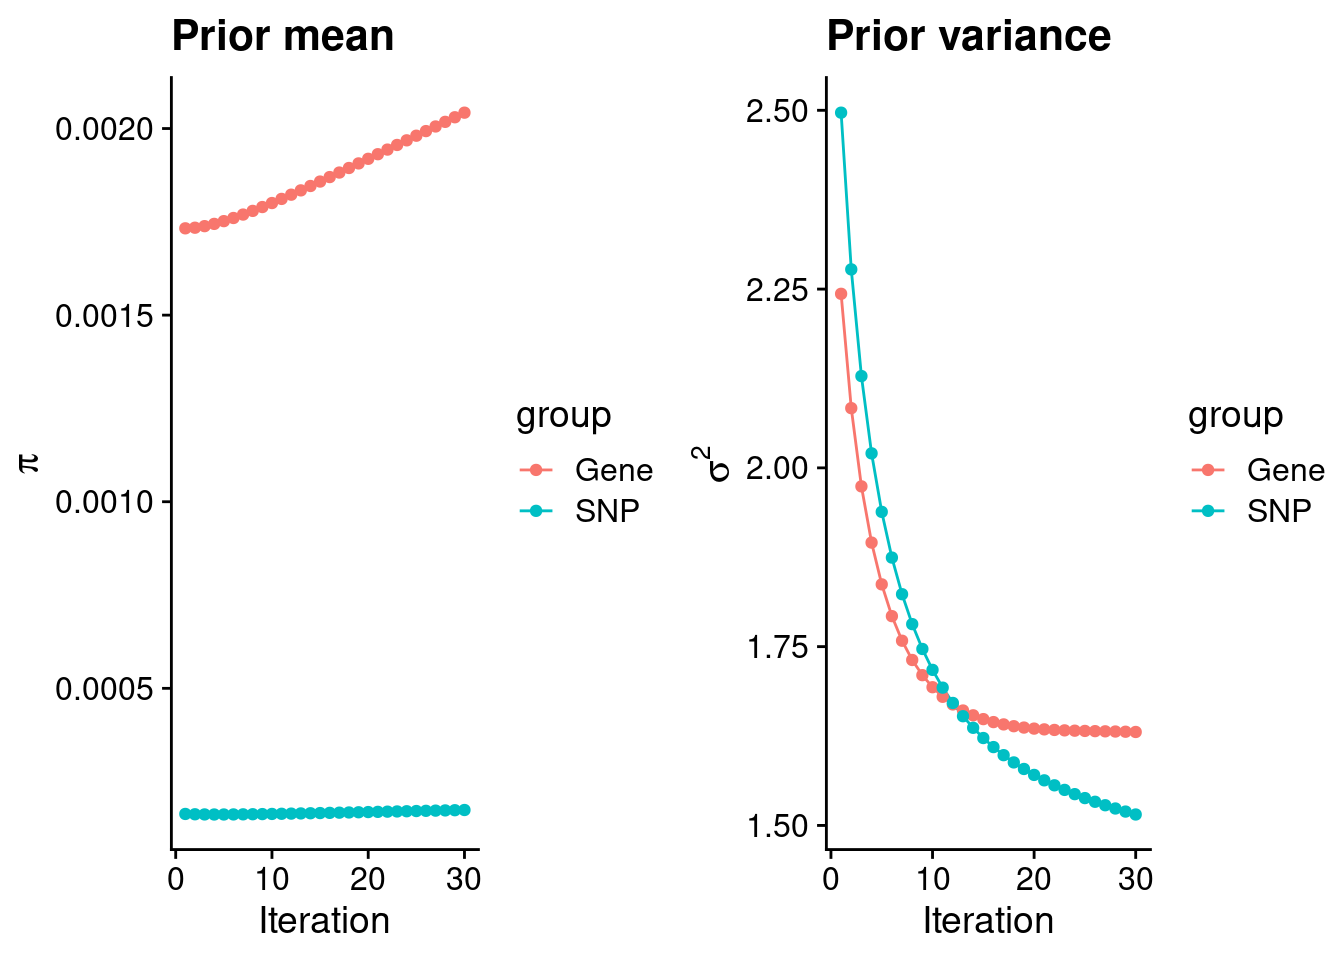 Prior mean
π
0.0020
0.0015
0.0010
0.0005
0 10 20 30
Iteration
group
Gene
SNP
Prior variance
σ²
2.50
2.25
2.00
1.75
1.50
0 10 20 30
Iteration
group
Gene
SNP